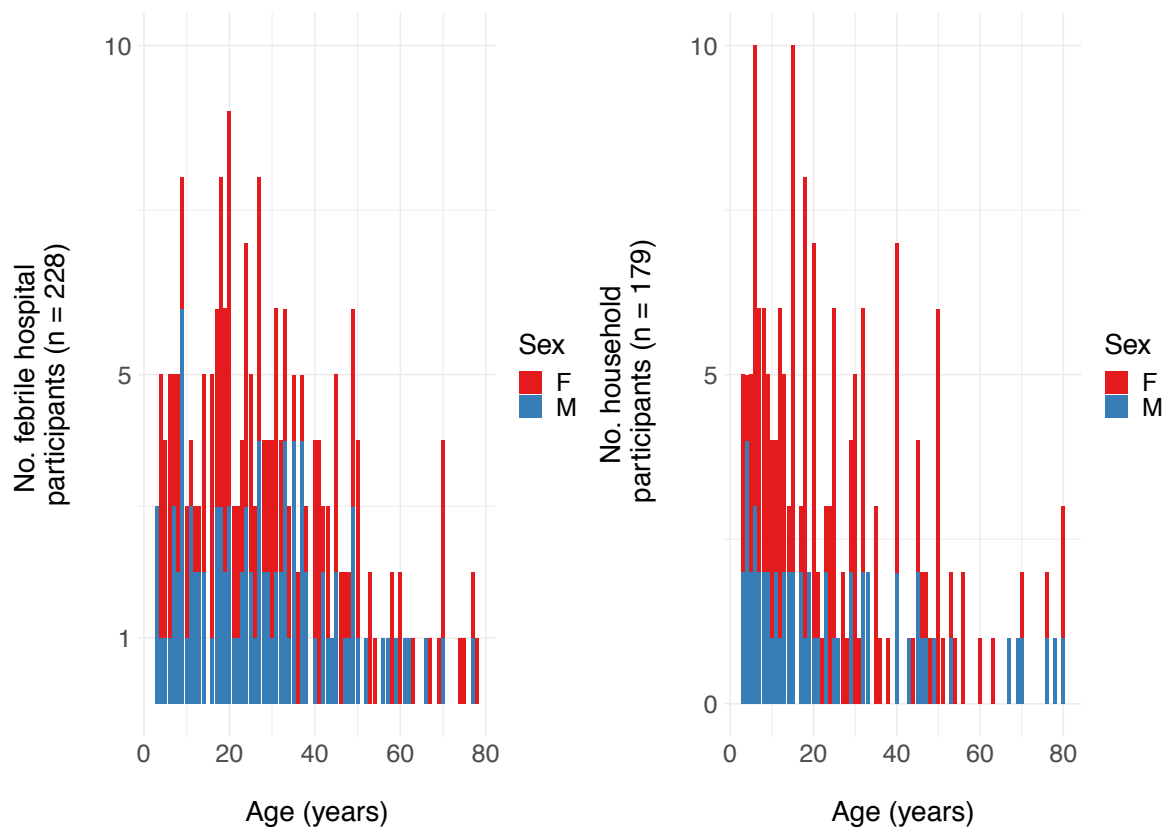 No. febrile hospital
participants (n = 228)
10
5
1
0
20
40
60
80
Age (years)
Sex
F
M
No. household
participants (n = 179)
10
5
0
0
20
40
60
80
Age (years)
Sex
F
M